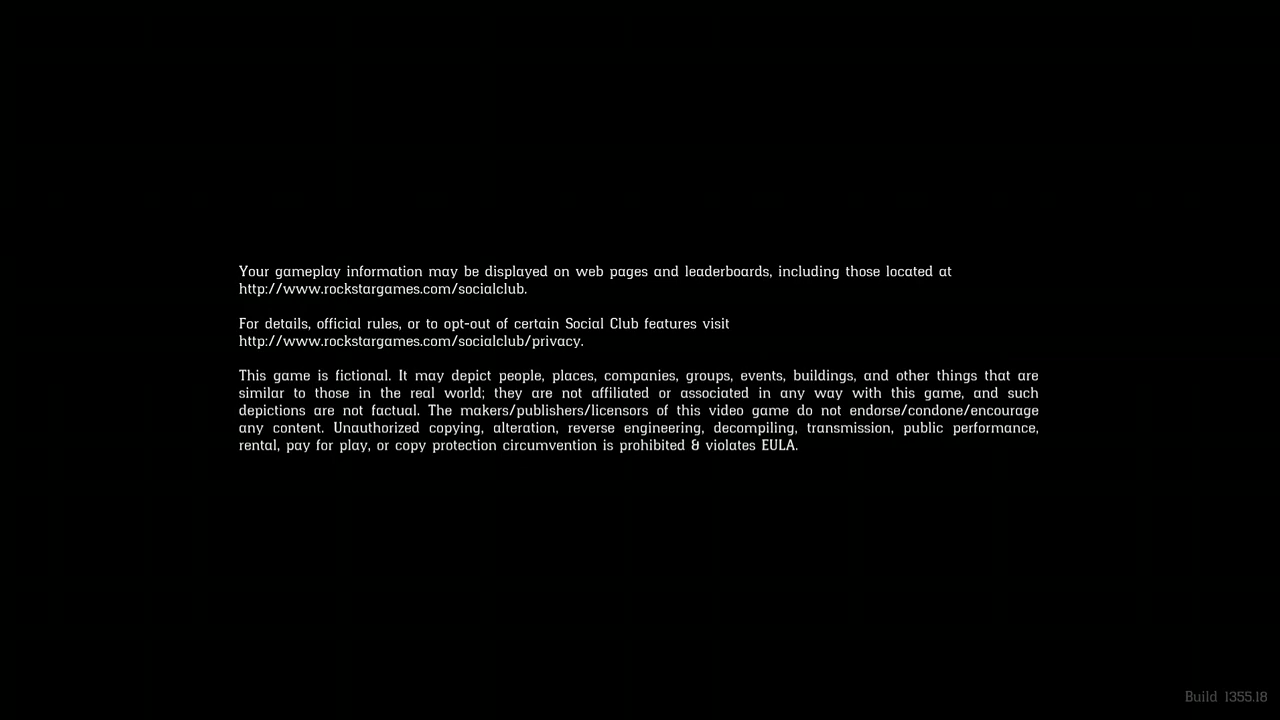 Your gameplay information may be displayed on web pages and leaderboards, including those located at
http://www.rockstargames.com/socialclub.
For details, official rules, or to opt-out of certain Social Club features visit
http://www.rockstargames.com/socialclub/privacy.
This game is fictional. It may depict people, places, companies, groups, events, buildings, and other things that are
similar to those in the real world; they are not affiliated or associated in any way with this game, and such
depictions are not factual. The makers/publishers/licensors of this video game do not endorse/condone/encourage
any content. Unauthorized copying, alteration, reverse engineering, decompiling, transmission, public performance,
rental, pay for play, or copy protection circumvention is prohibited & violates EULA.
Build 1355.18